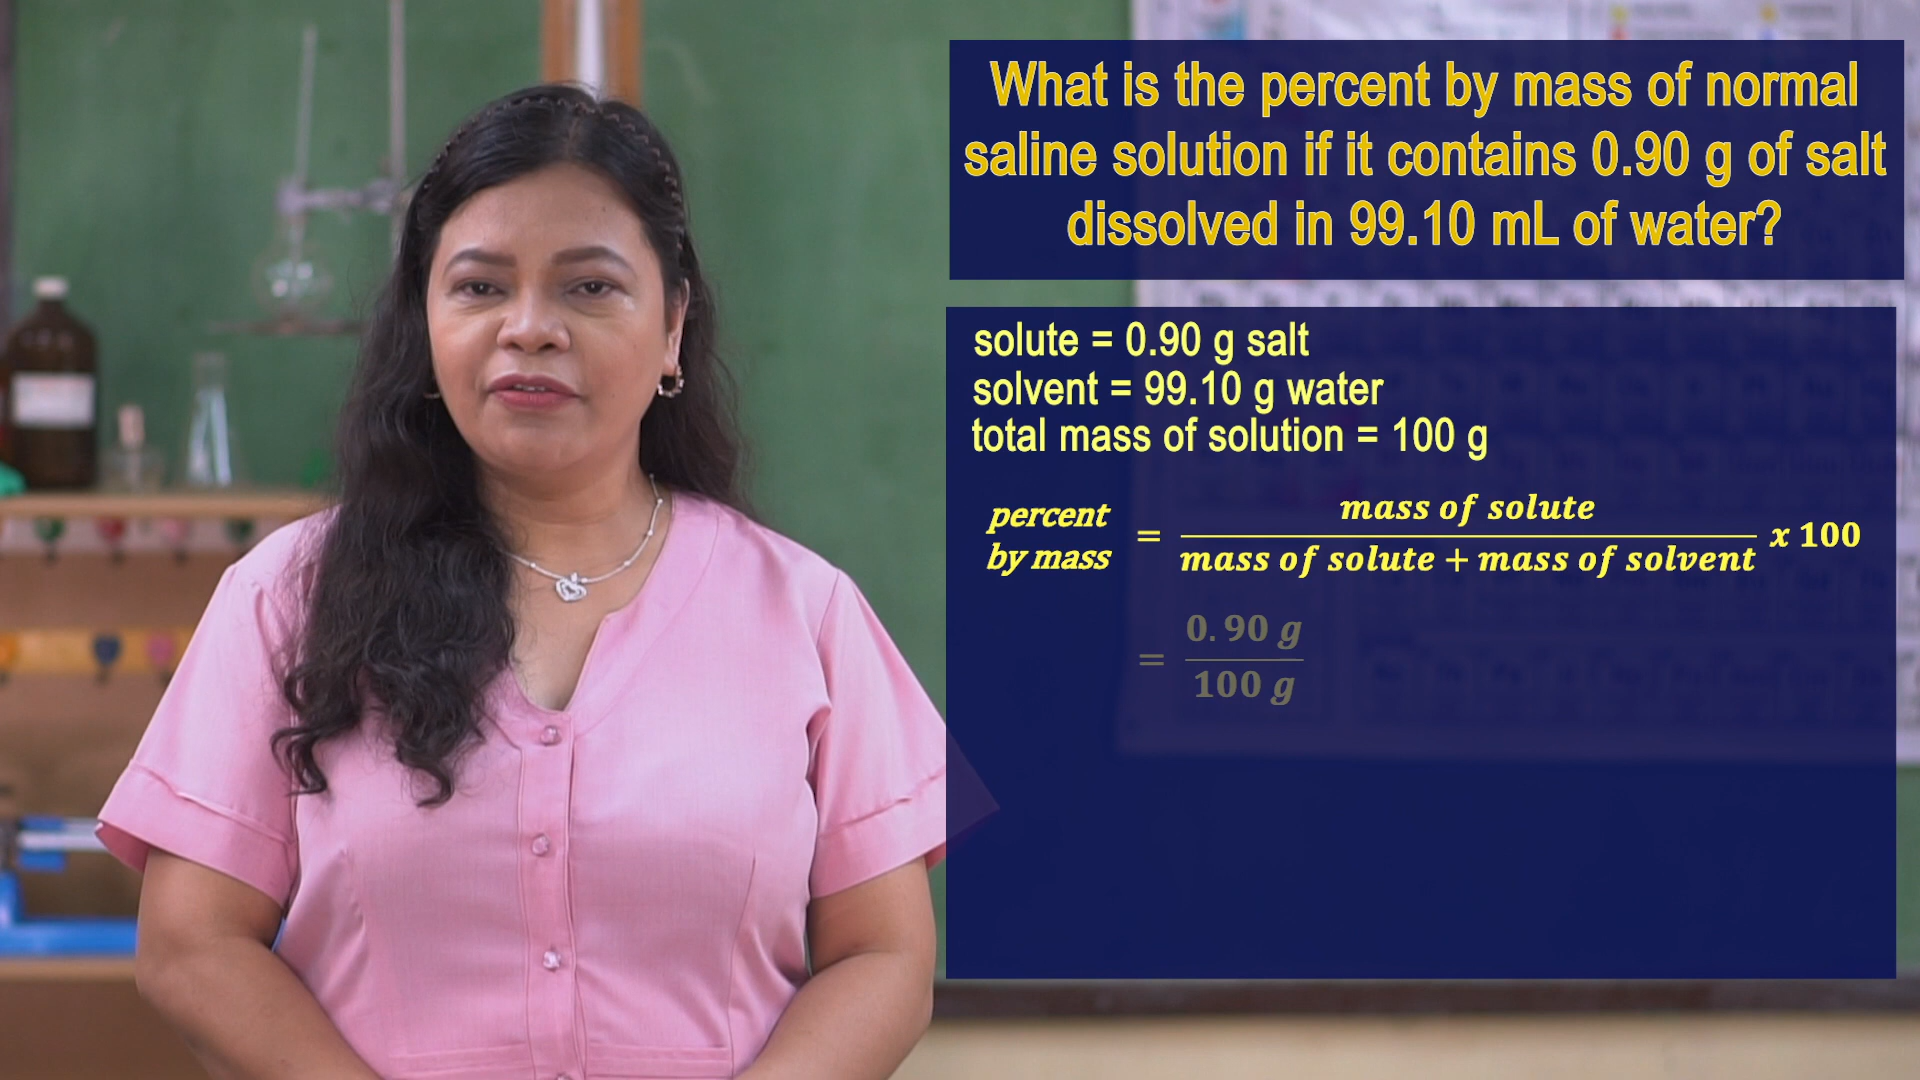 What is the percent by mass of normal
saline solution if it contains 0.90 g of salt
dissolved in 99.10 mL of water?
solute = 0.90 g salt
solvent = 99.10 g water
total mass of solution = 100 g
percent by mass = mass of solute / mass of solute + mass of solvent x 100
= 0.90 g / 100 g